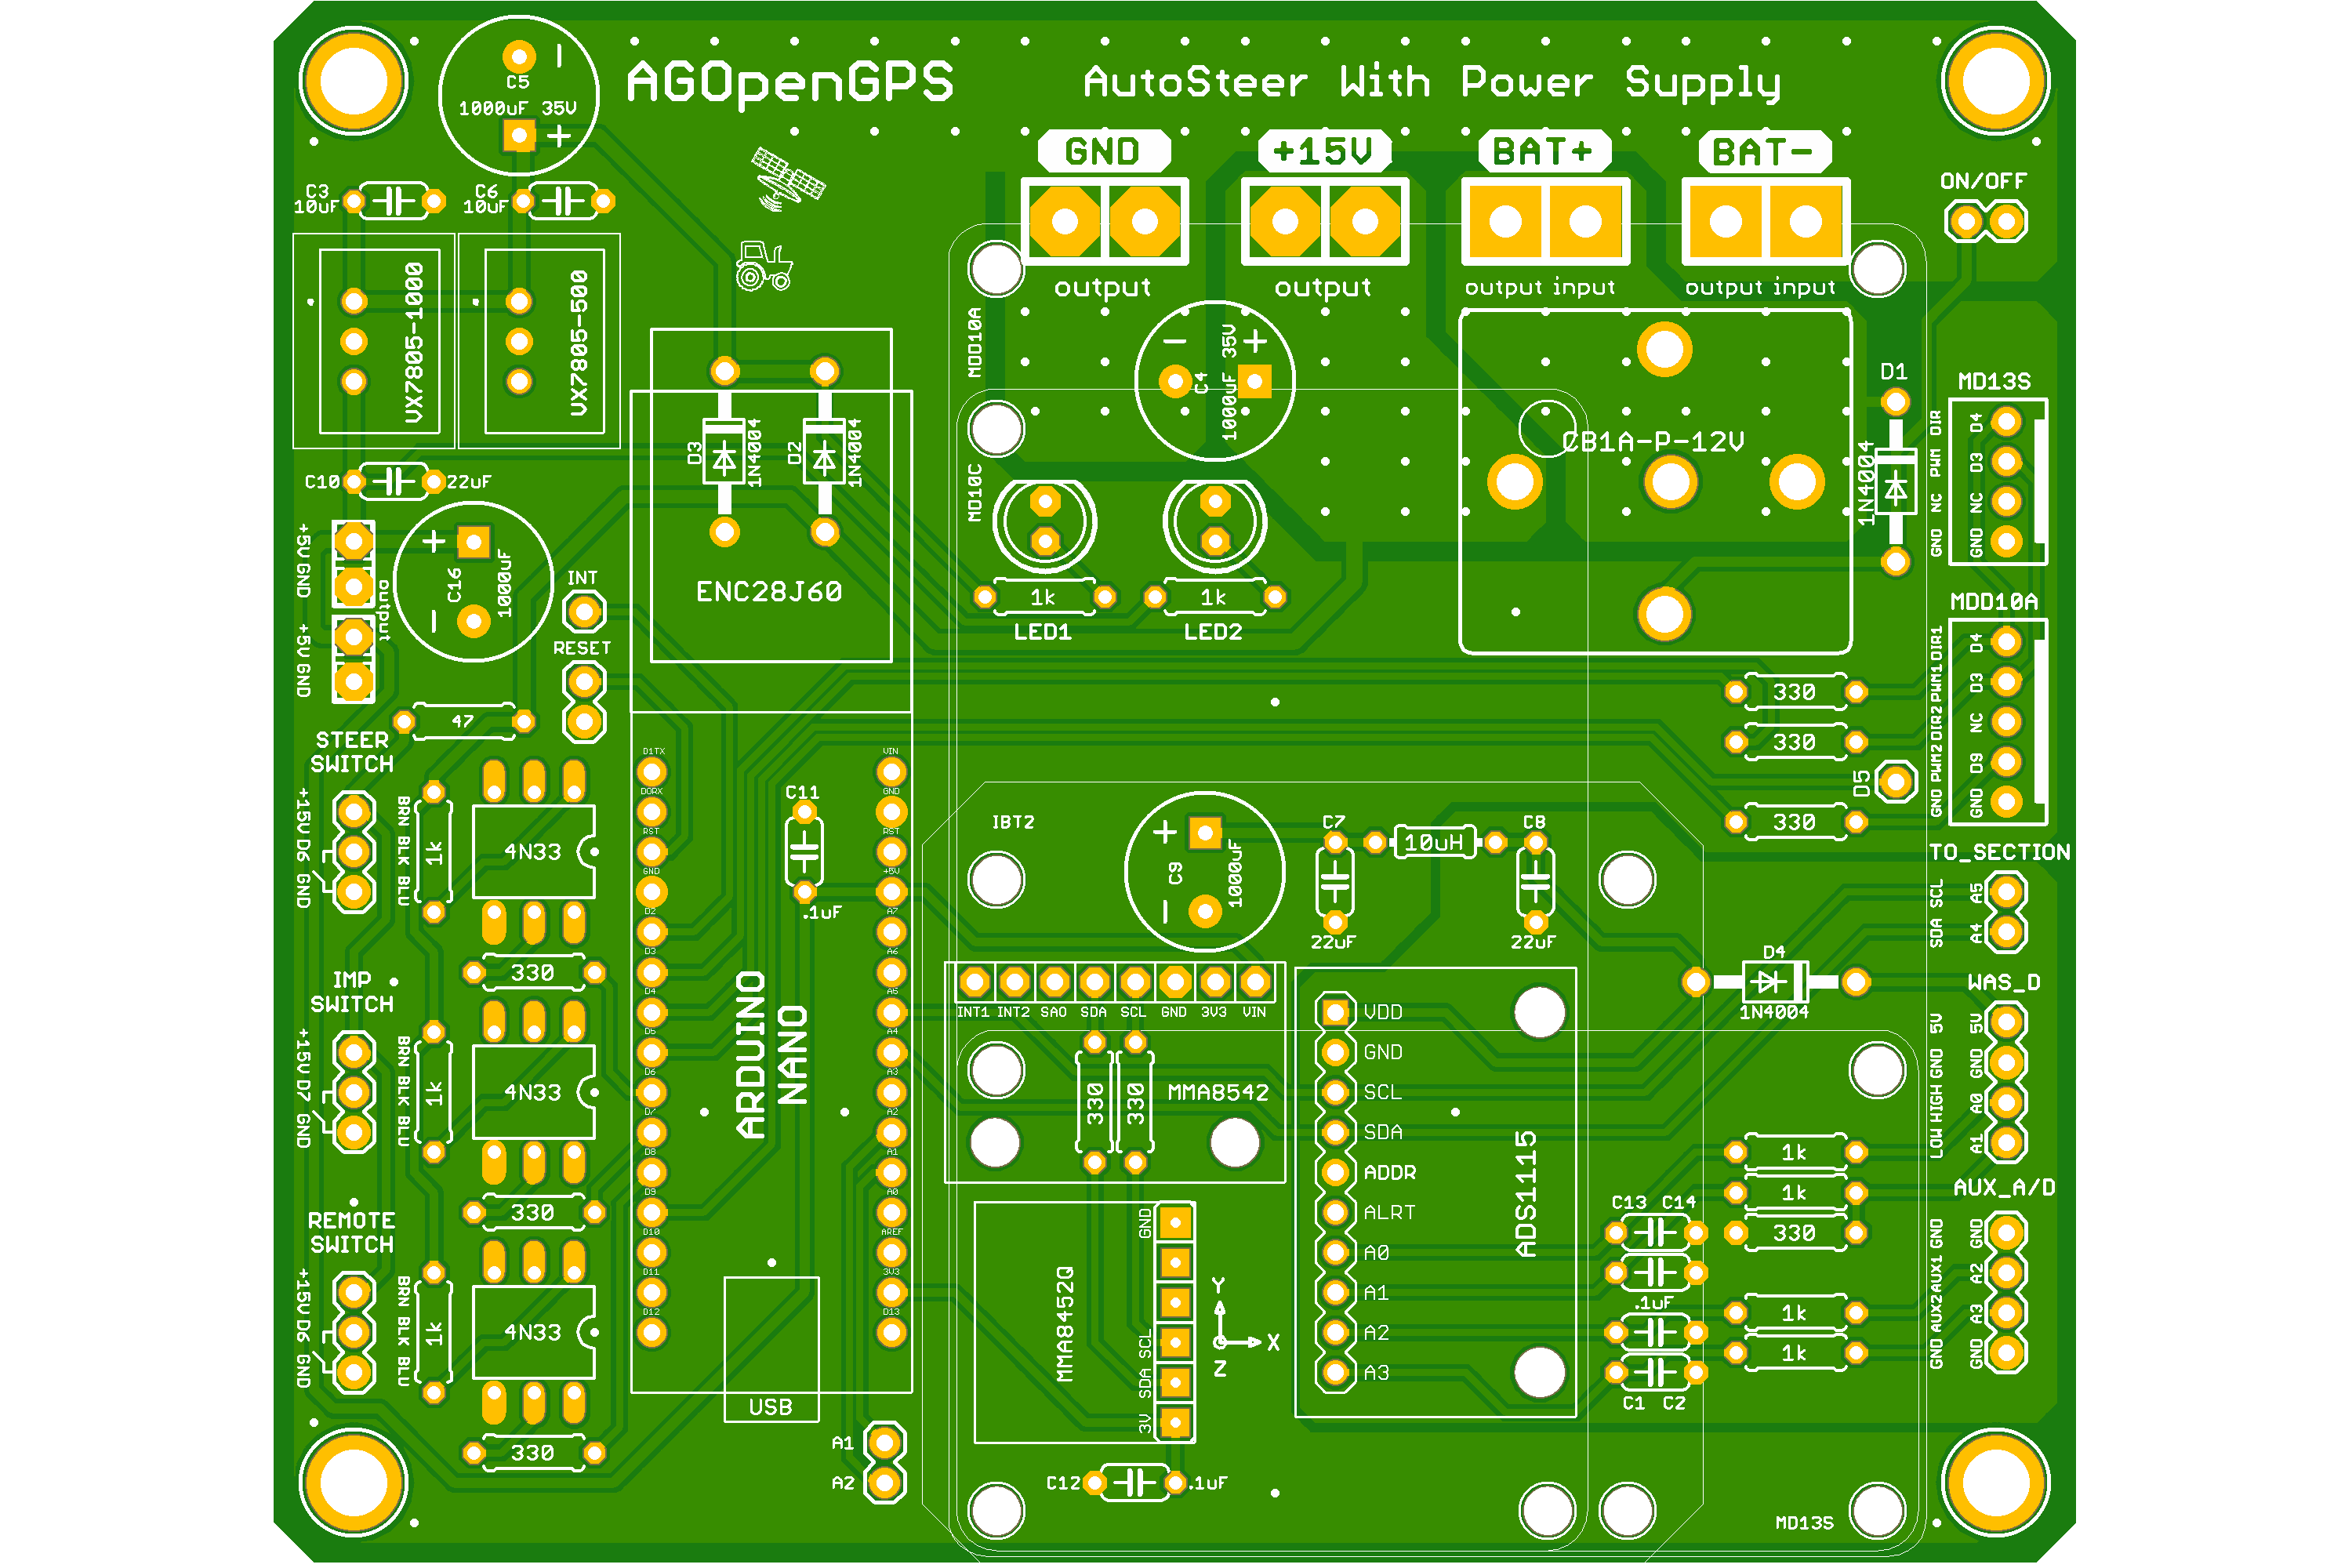 AGOpenGPS
AutoSteer With Power Supply
C5
1000uF 35V
GND
+15V
BAT+
BAT-
output
output
output input
output input
ON/OFF
C3
10uF
C6
10uF
VX7805-1000
VX7805-500
MDD10A
C4
1000uF 35V
CB1A-P-12V
D1
1N4004
MD13S
DIR D4
PWM D3
NC NC
GND GND
D3
1N4004
D2
1N4004
MD10C
C10
22uF
+5V GND
output
+5V GND
C16
1000uF
INT
RESET
ENC28J60
1k
LED1
1k
LED2
MDD10A
DIR1 D4
PWM1 D3
DIR2 NC
PWM2 D9
GND GND
330
330
D5
330
47
STEER
SWITCH
+15V D6 GND
BRN BLK BLU
1k
4N33
330
IMP
SWITCH
+15V D7 GND
BRN BLK BLU
1k
4N33
330
REMOTE
SWITCH
+15V D6 GND
BRN BLK BLU
1k
4N33
330
D1TX
DORX
RST
GND
D2
D3
D4
D5
D6
D7
D8
D9
D10
D11
D12
VIN
GND
RST
+5V
A7
A6
A5
A4
A3
A2
A1
A0
AREF
3V3
D13
C11
.1uF
ARDUINO
NANO
USB
A1
A2
IBT2
C9
1000uF
C7
22uF
10uH
C8
22uF
D4
1N4004
INT1 INT2 SAO SDA SCL GND 3V3 VIN
330
330
MMA8542
VDD
GND
SCL
SDA
ADDR
ALRT
A0
A1
A2
A3
ADS1115
MMA8452Q
GND
SCL
SDA
3V
Y
X
Z
C12
.1uF
TO_SECTION
SCL A5
SDA A4
WAS_D
5V 5V
GND GND
HIGH A0
LOW A1
1k
1k
330
C13 C14
.1uF
1k
1k
C1 C2
AUX_A/D
GND GND
AUX1 A2
AUX2 A3
GND GND
MD13S